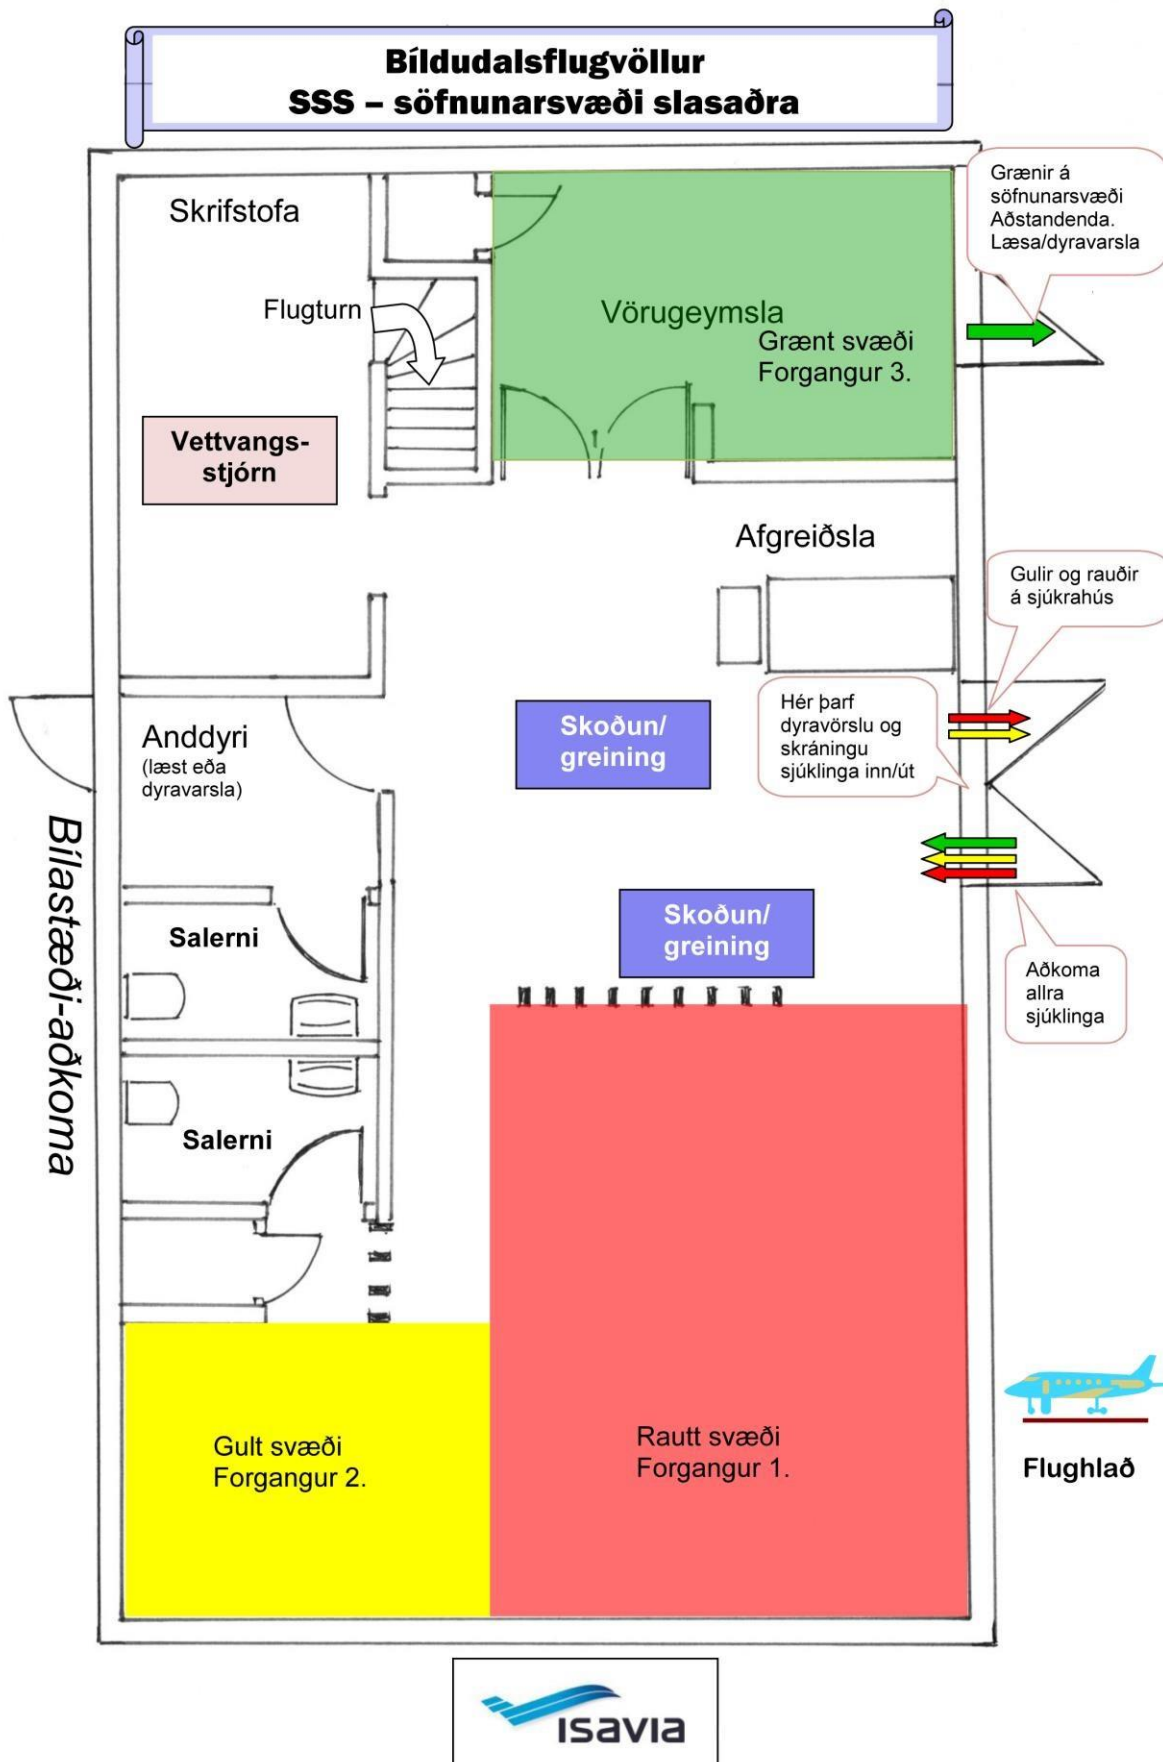 Bíldudalsflugvöllur
SSS – söfnunarsvæði slasaðra
Skrifstofa
Grænir á
söfnunarsvæði
Aðstandenda.
Læsa/dyravarsla
Flugturn
Vörugeymsla
Grænt svæði
Forgangur 3.
Vettvangs-
stjórn
Afgreiðsla
Gulir og rauðir
á sjúkrahús
Hér þarf
dyravörslu og
skráningu
sjúklinga inn/út
Skoðun/
greining
Anddyri
(læst eða
dyravarsla)
Bílastæði-aðkoma
Skoðun/
greining
Salerni
Aðkoma
allra
sjúklinga
Salerni
Gult svæði
Forgangur 2.
Rautt svæði
Forgangur 1.
Flughlað
ISAVIA